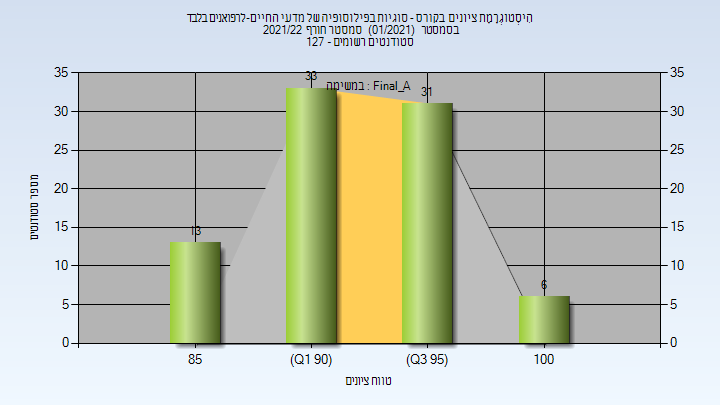 היסטוגרמת ציונים בקורס - סוגיות בפילוסופיה של מדעי החיים-לרפואנים בלבד
בסמסטר (01/2021) סמסטר חורף 2021/22
סטודנטים רשומים - 127
במשימה : Final_A
35 35
30 30
25 25
20 20
15 15
10 10
5 5
0 0
13 33 31 6
מספר סטודנטים
85 (Q1 90) (Q3 95) 100
טווח ציונים